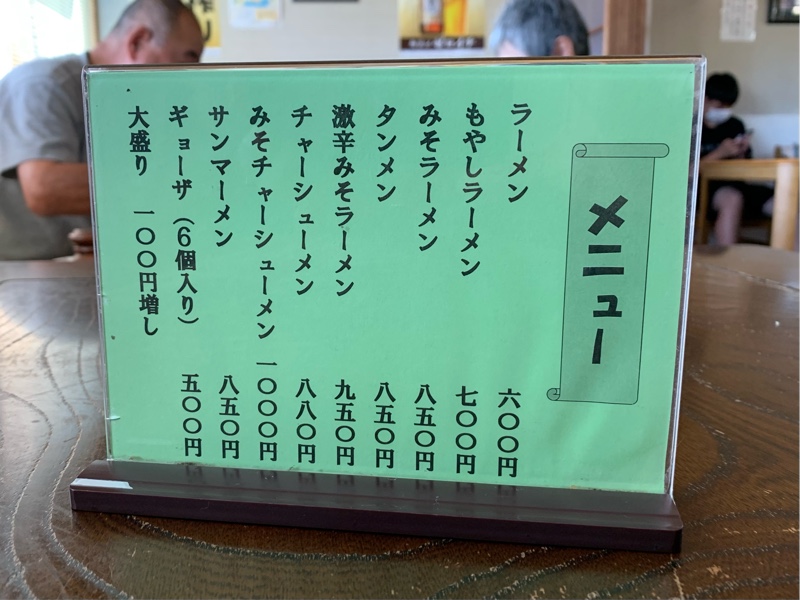 メニュー
ラーメン 六〇〇円
もやしラーメン 七〇〇円
みそラーメン 八五〇円
タンメン 八五〇円
激辛みそラーメン 九五〇円
チャーシューメン 八八〇円
みそチャーシューメン 一〇〇〇円
サンマーメン 八五〇円
ギョーザ（6個入り） 五〇〇円
大盛り 一〇〇円増し